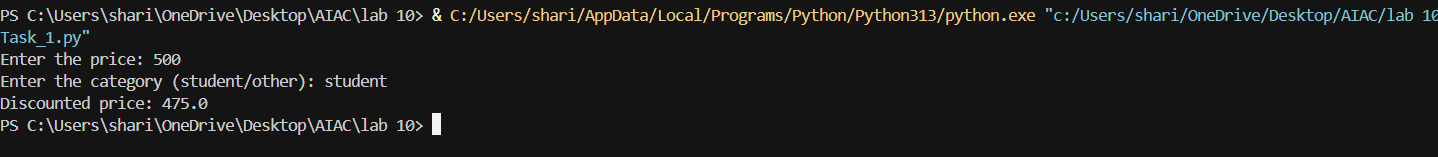 PS C:\Users\shari\OneDrive\Desktop\AIAC\lab 10> & C:/Users/shari/AppData/Local/Programs/Python/Python313/python.exe "c:/Users/shari/OneDrive/Desktop/AIAC/lab 10
Task_1.py"
Enter the price: 500
Enter the category (student/other): student
Discounted price: 475.0
PS C:\Users\shari\OneDrive\Desktop\AIAC\lab 10>